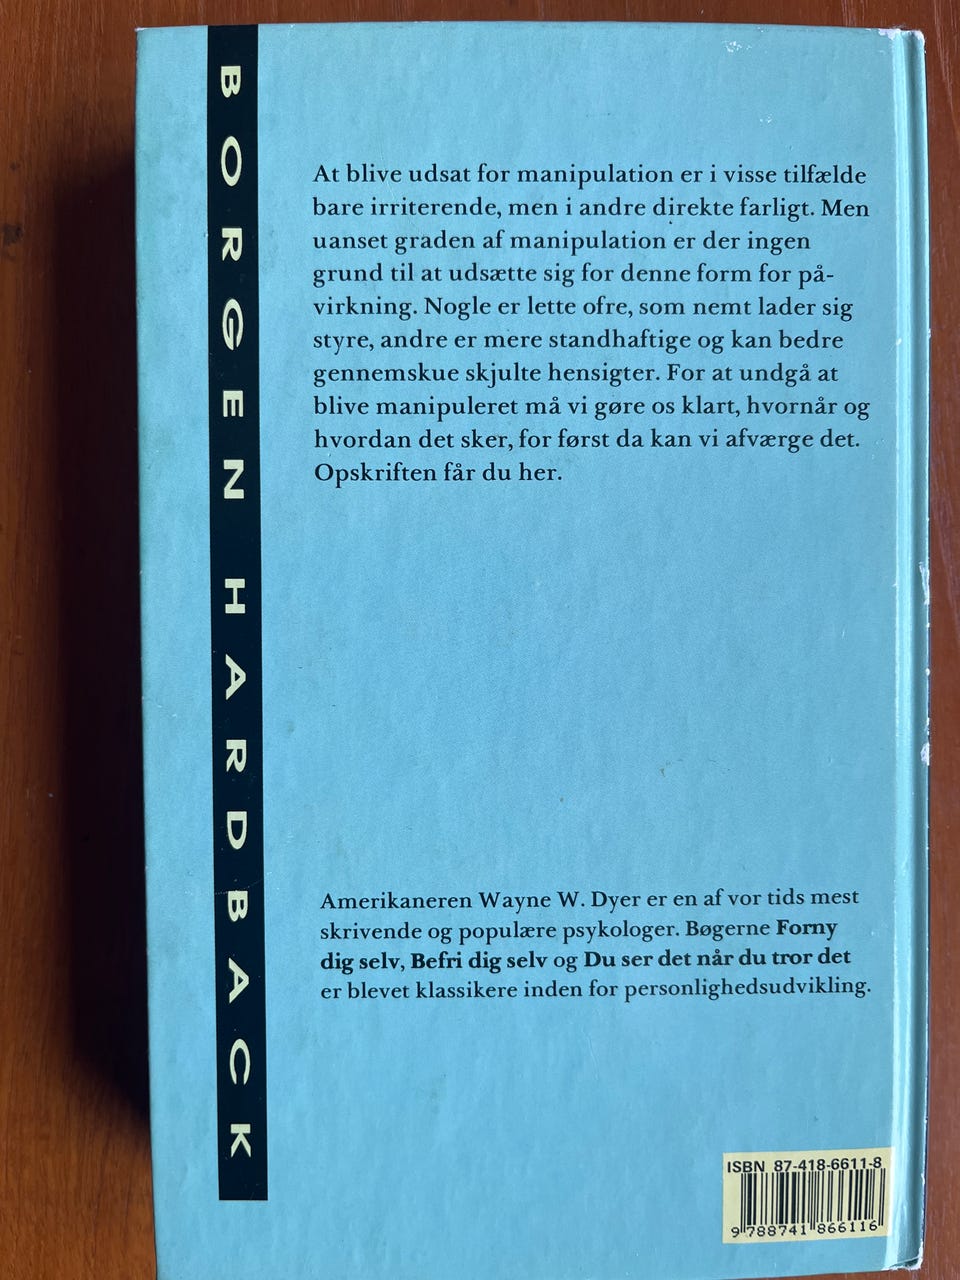 BORGEN HARDBACK
At blive udsat for manipulation er i visse tilfælde
bare irriterende, men i andre direkte farligt. Men
uanset graden af manipulation er der ingen
grund til at udsætte sig for denne form for på-
virkning. Nogle er lette ofre, som nemt lader sig
styre, andre er mere standhaftige og kan bedre
gennemskue skjulte hensigter. For at undgå at
blive manipuleret må vi gøre os klart, hvornår og
hvordan det sker, for først da kan vi afværge det.
Opskriften får du her.
Amerikaneren Wayne W. Dyer er en af vor tids mest
skrivende og populære psykologer. Bøgerne Forny
dig selv, Befri dig selv og Du ser det når du tror det
er blevet klassikere inden for personlighedsudvikling.
ISBN 87-418-6611-8
9 788741 866116